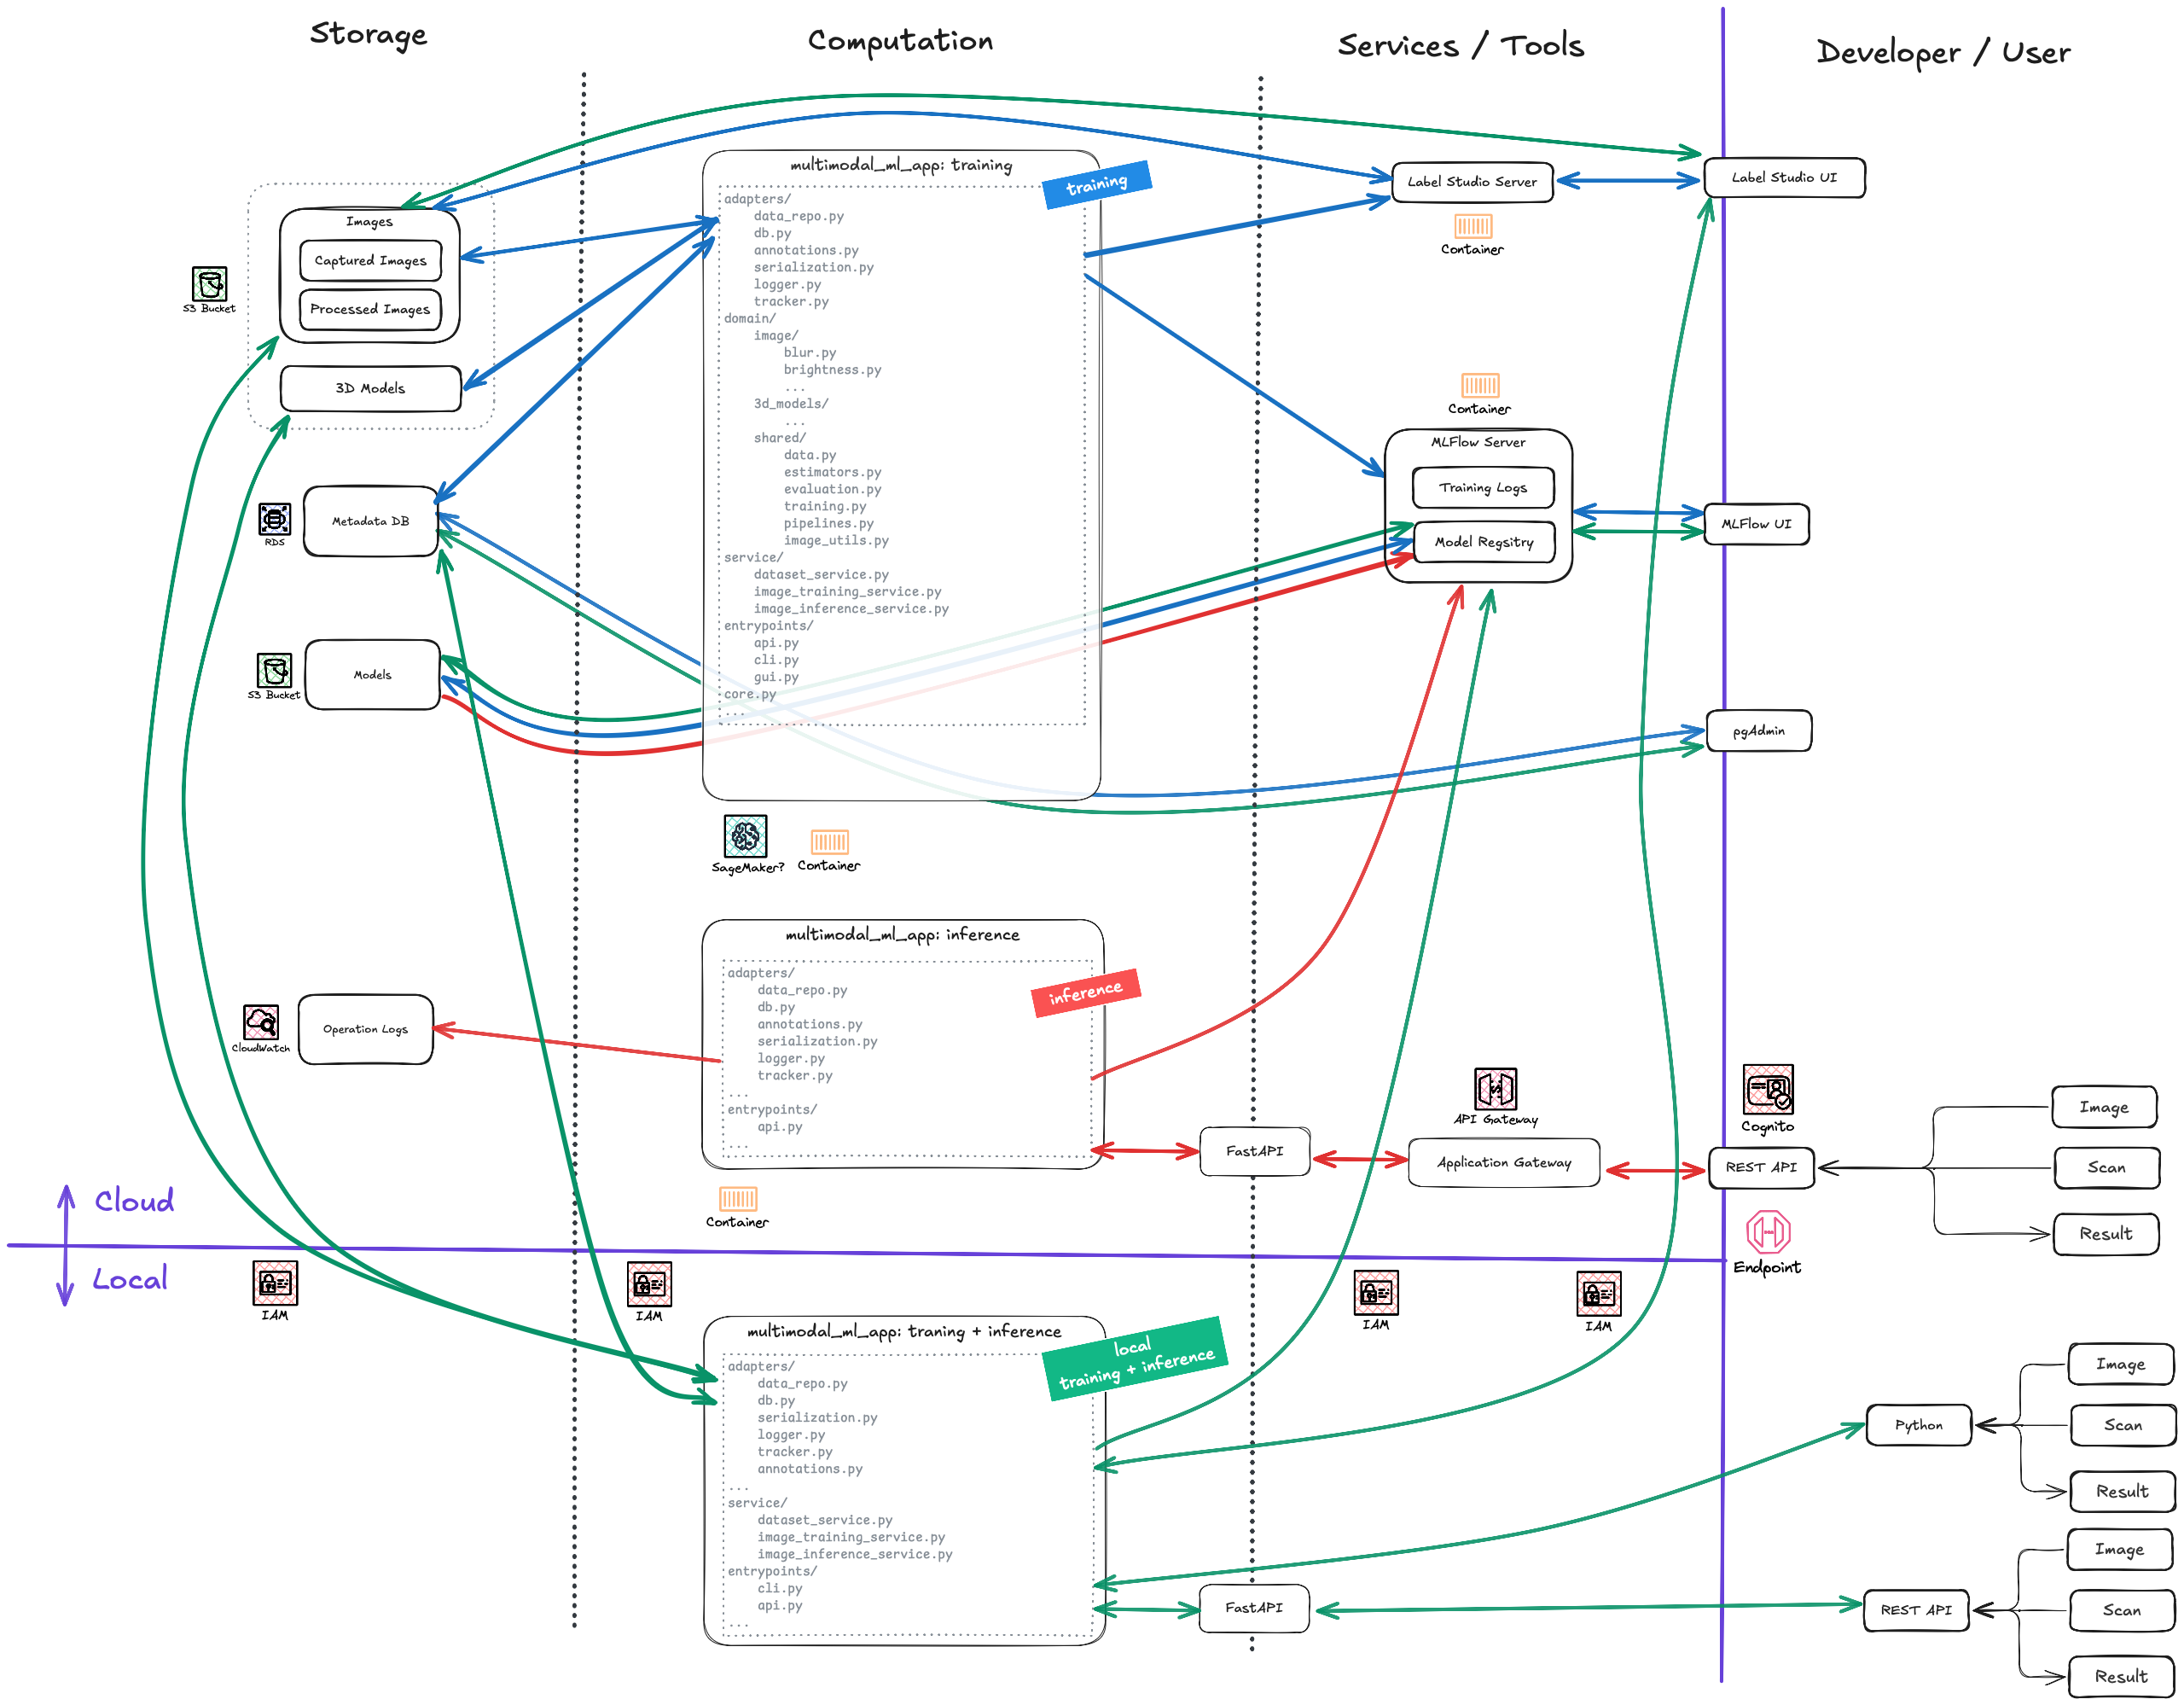 Storage
Computation
Services / Tools
Developer / User
Images
Captured Images
Processed Images
S3 Bucket
3D Models
RDS
Metadata DB
S3 Bucket
Models
CloudWatch
Operation Logs
multimodal_ml_app: training
training
adapters/
data_repo.py
db.py
annotations.py
serialization.py
logger.py
tracker.py
domain/
image/
blur.py
brightness.py
...
3d_models/
...
shared/
data.py
estimators.py
evaluation.py
training.py
pipelines.py
image_utils.py
service/
dataset_service.py
image_training_service.py
image_inference_service.py
entrypoints/
api.py
cli.py
gui.py
core.py
...
SageMaker?
Container
multimodal_ml_app: inference
inference
adapters/
data_repo.py
db.py
annotations.py
serialization.py
logger.py
tracker.py
...
entrypoints/
api.py
...
Container
Label Studio Server
Container
Label Studio UI
Container
MLFlow Server
Training Logs
Model Regsitry
MLFlow UI
pgAdmin
FastAPI
API Gateway
Application Gateway
Cognito
REST API
Endpoint
Image
Scan
Result
Cloud
Local
IAM
IAM
IAM
IAM
multimodal_ml_app: traning + inference
local
training + inference
adapters/
data_repo.py
db.py
serialization.py
logger.py
tracker.py
annotations.py
...
service/
dataset_service.py
image_training_service.py
image_inference_service.py
entrypoints/
cli.py
api.py
...
FastAPI
Python
Image
Scan
Result
REST API
Image
Scan
Result